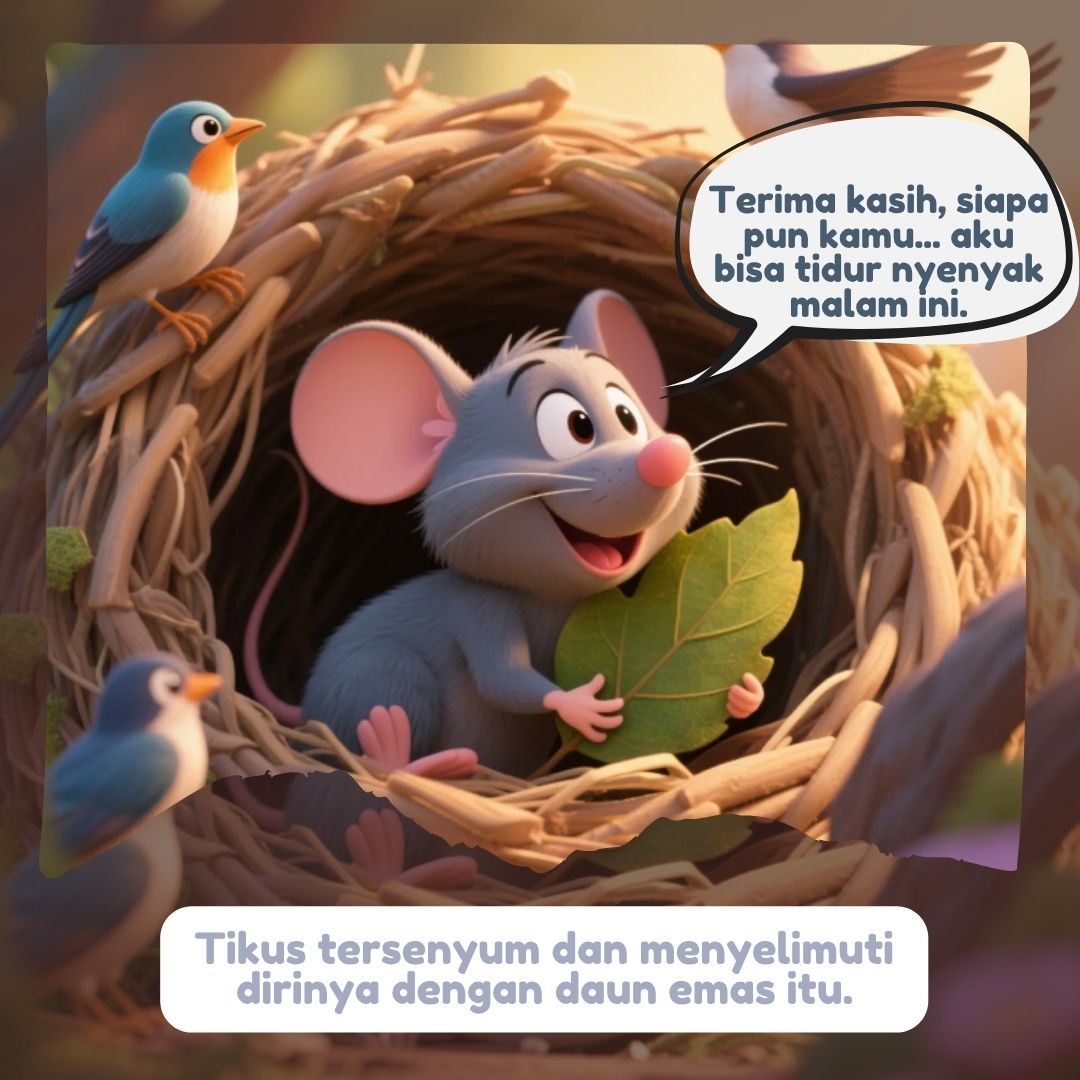 Terima kasih, siapa
pun kamu... aku
bisa tidur nyenyak
malam ini.
Tikus tersenyum dan menyelimuti
dirinya dengan daun emas itu.